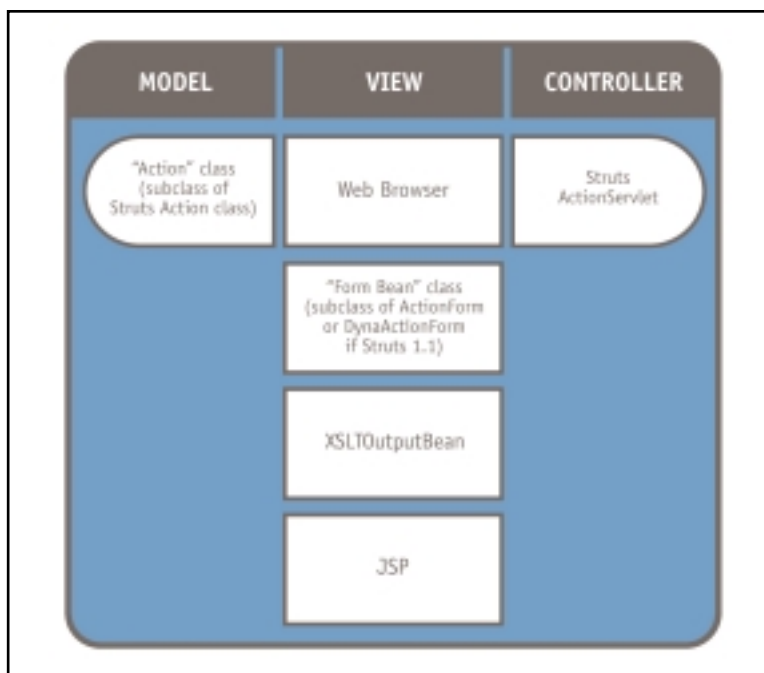 MODEL
VIEW
CONTROLLER
"Action" class
(subclass of
Struts Action class)
Web Browser
Struts
ActionServlet
"Form Bean" class
(subclass of ActionForm
or DynaActionForm
if Struts 1.1)
XSLTOutputBean
JSP